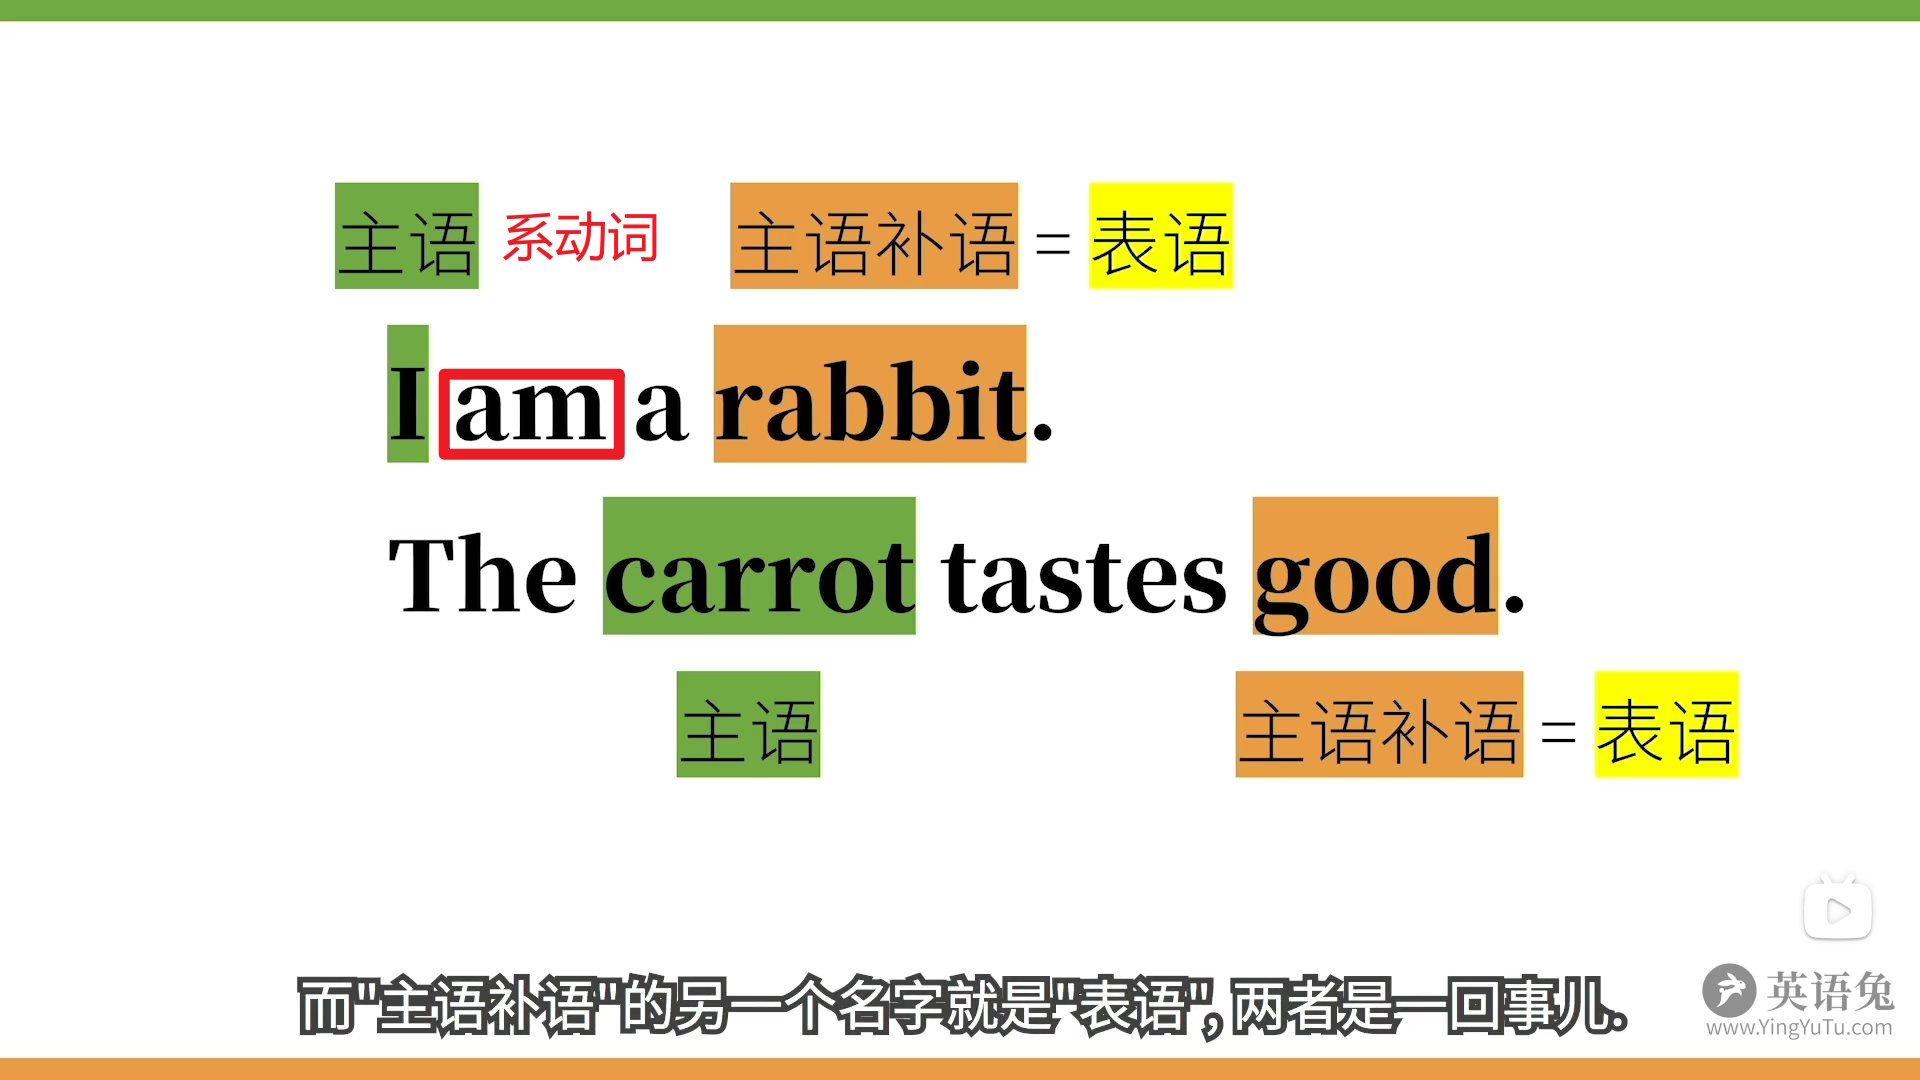 主语 系动词 主语补语 = 表语
I am a rabbit.
The carrot tastes good.
主语 主语补语 = 表语
而"主语补语"的另一个名字就是"表语",两者是一回事儿.
英语兔
www.YingYuTu.com